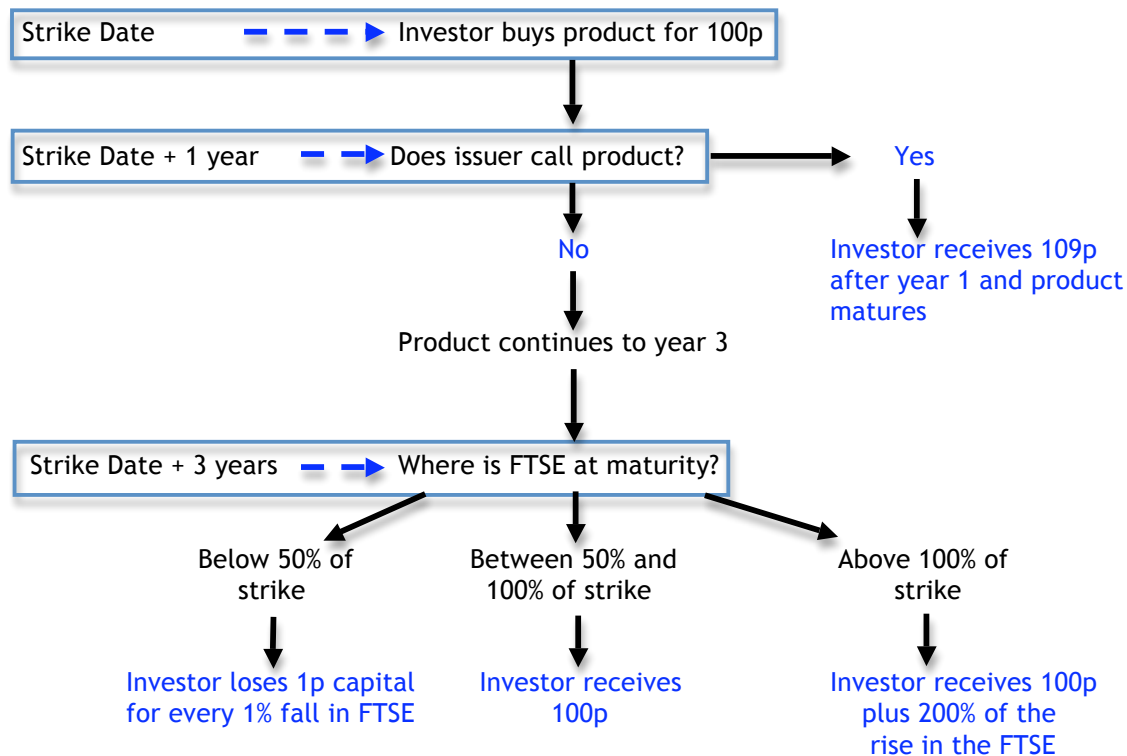 Strike Date Investor buys product for 100p
Strike Date + 1 year Does issuer call product? Yes
No
Investor receives 109p
after year 1 and product
matures
Product continues to year 3
Strike Date + 3 years Where is FTSE at maturity?
Below 50% of
strike
Between 50% and
100% of strike
Above 100% of
strike
Investor loses 1p capital
for every 1% fall in FTSE
Investor receives
100p
Investor receives 100p
plus 200% of the
rise in the FTSE